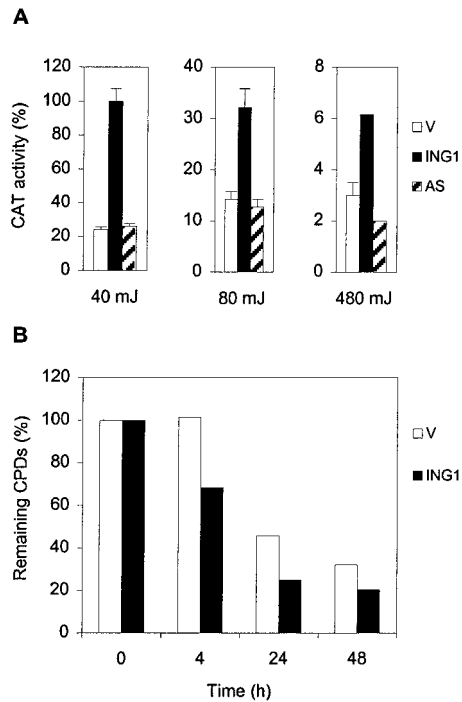 A
CAT activity (%)
120
100
80
60
40
20
0
40 mJ
40
30
20
10
0
80 mJ
8
6
4
2
0
480 mJ
V
ING1
AS
B
Remaining CPDs (%)
120
100
80
60
40
20
0
0 4 24 48
Time (h)
V
ING1